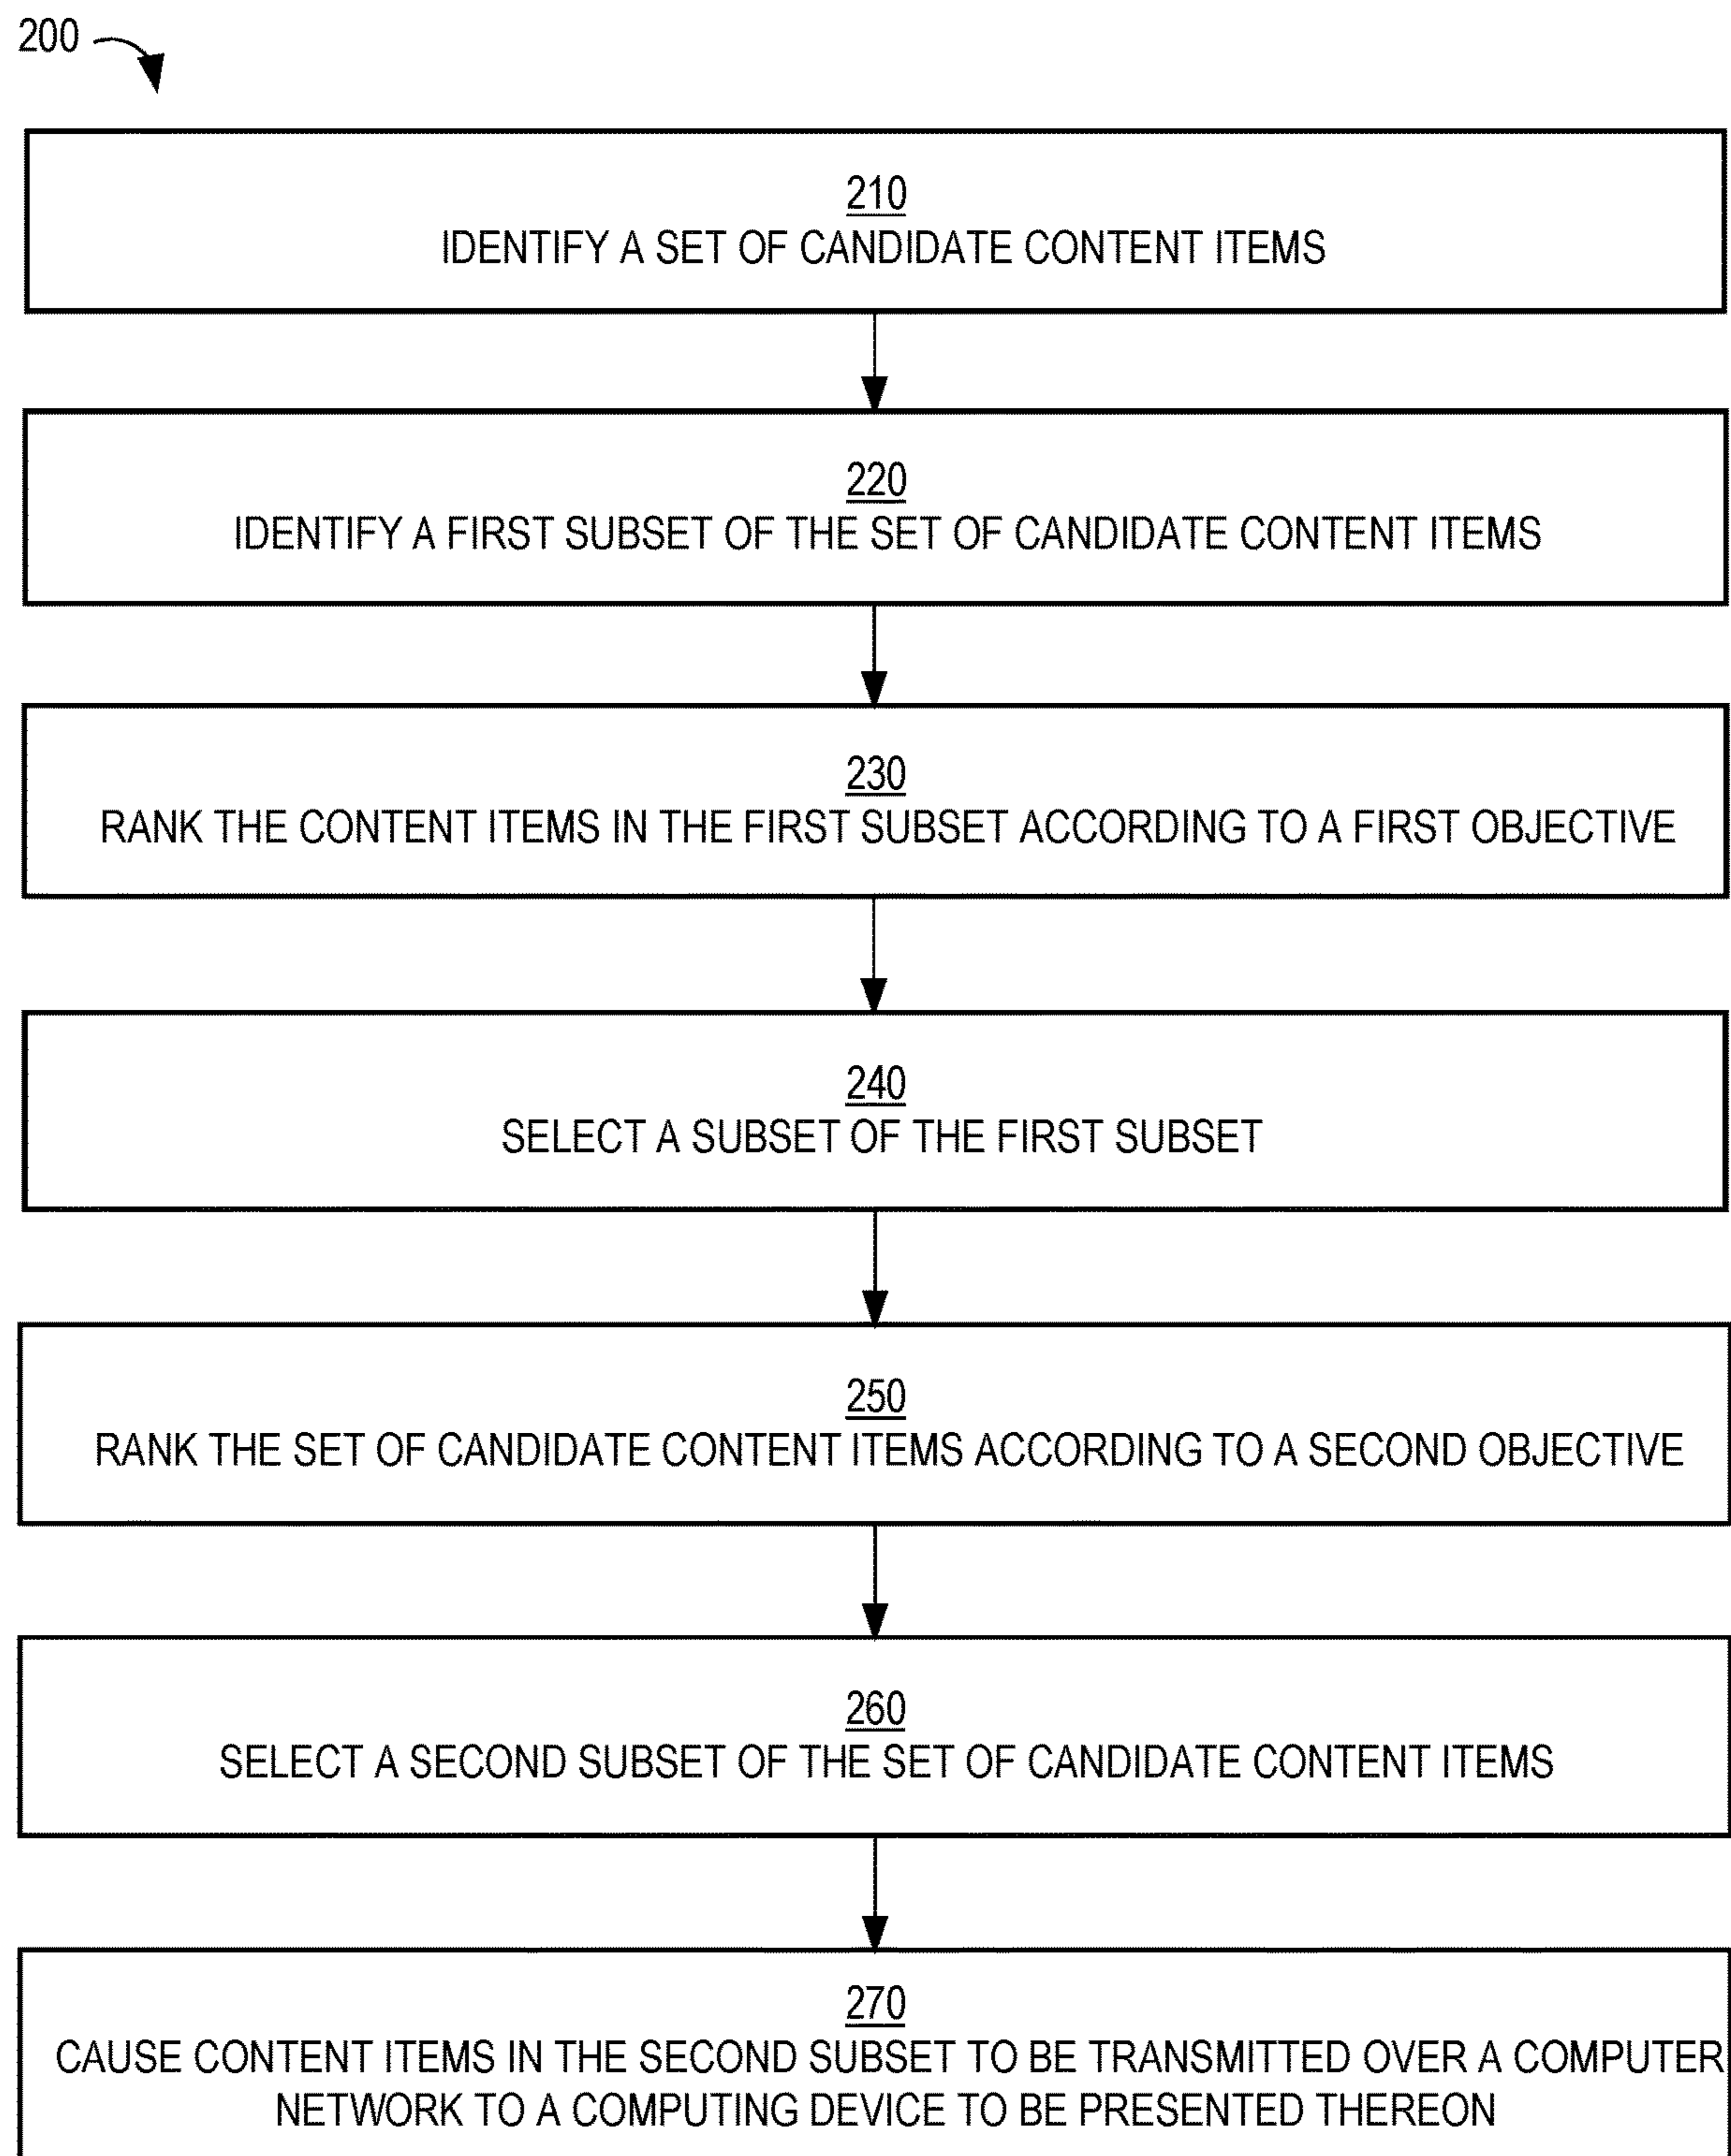 200
210
IDENTIFY A SET OF CANDIDATE CONTENT ITEMS
220
IDENTIFY A FIRST SUBSET OF THE SET OF CANDIDATE CONTENT ITEMS
230
RANK THE CONTENT ITEMS IN THE FIRST SUBSET ACCORDING TO A FIRST OBJECTIVE
240
SELECT A SUBSET OF THE FIRST SUBSET
250
RANK THE SET OF CANDIDATE CONTENT ITEMS ACCORDING TO A SECOND OBJECTIVE
260
SELECT A SECOND SUBSET OF THE SET OF CANDIDATE CONTENT ITEMS
270
CAUSE CONTENT ITEMS IN THE SECOND SUBSET TO BE TRANSMITTED OVER A COMPUTER
NETWORK TO A COMPUTING DEVICE TO BE PRESENTED THEREON